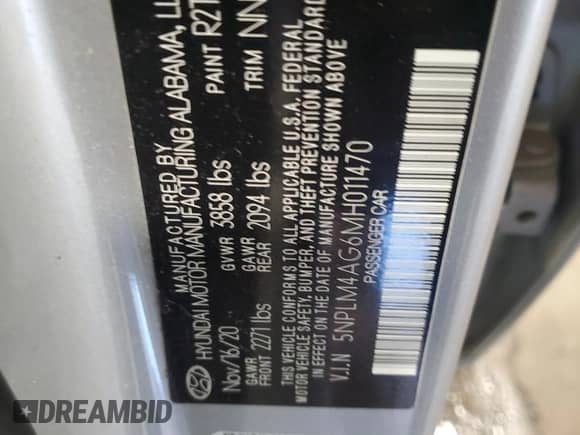 MANUFACTURED BY
HYUNDAI MOTOR MANUFACTURING ALABAMA, LL
Nov/16/20 GVWR 3858 lbs PAINT R2T
GAWR FRONT 2271 lbs GAWR REAR 2094 lbs TRIM NN
THIS VEHICLE CONFORMS TO ALL APPLICABLE U.S.A. FEDERAL
MOTOR VEHICLE SAFETY, BUMPER, AND THEFT PREVENTION STANDARD
IN EFFECT ON THE DATE OF MANUFACTURE SHOWN ABOVE
V.I.N 5NPLM4AG6MH011470
PASSENGER CAR
DREAMBID